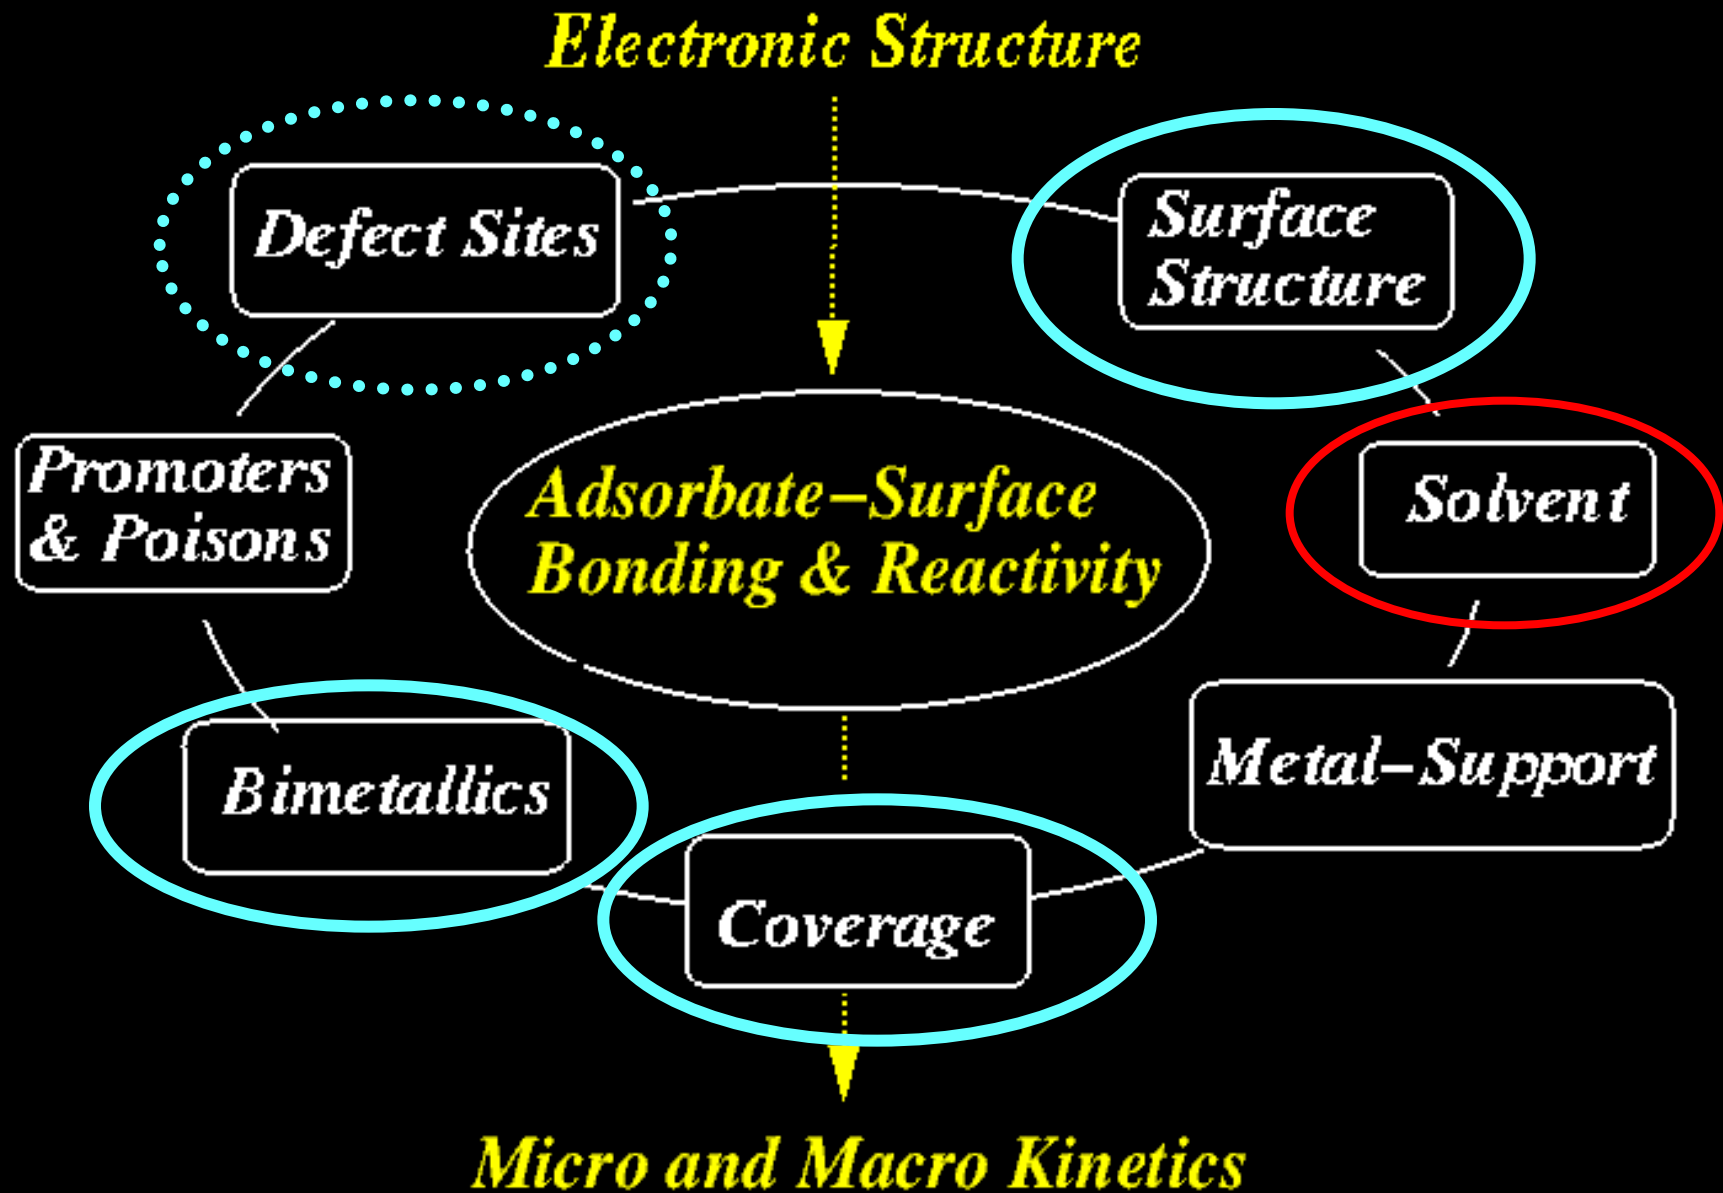 Electronic Structure
Defect Sites
Surface
Structure
Promoters
& Poisons
Adsorbate–Surface
Bonding & Reactivity
Solvent
Bimetallics
Metal–Support
Coverage
Micro and Macro Kinetics